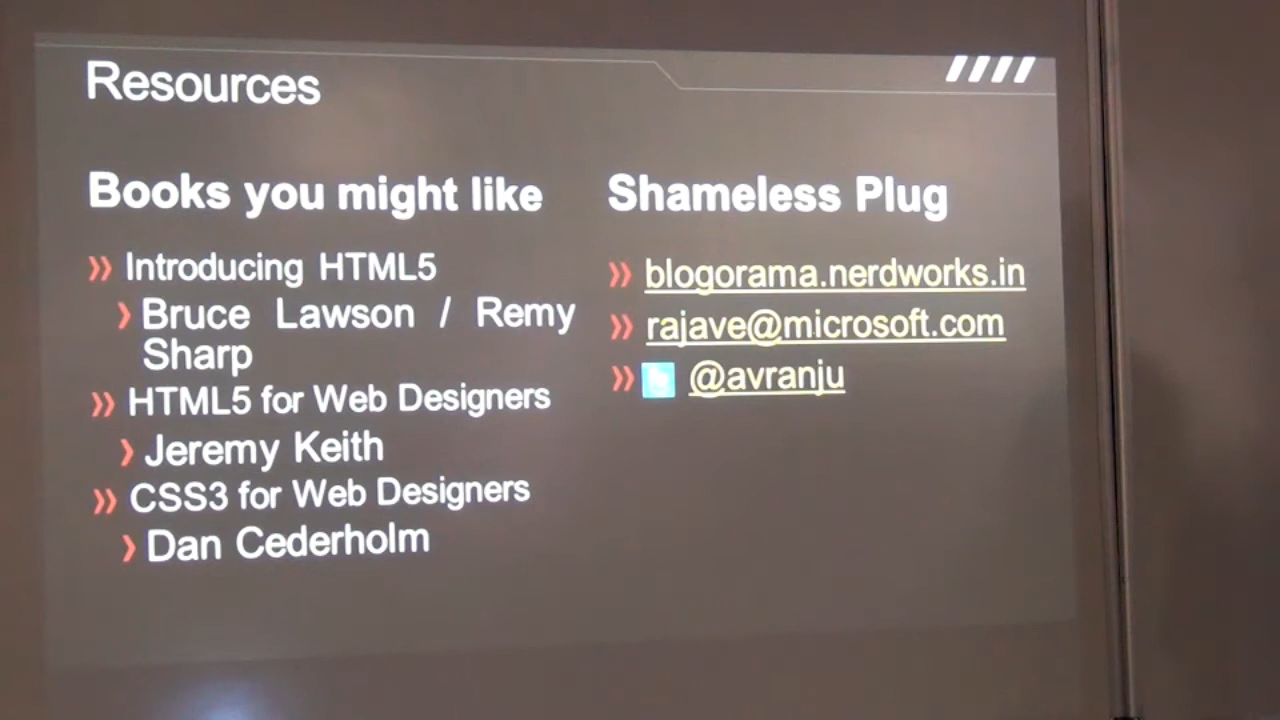 Resources
Books you might like
Introducing HTML5
Bruce Lawson / Remy
Sharp
HTML5 for Web Designers
Jeremy Keith
CSS3 for Web Designers
Dan Cederholm
Shameless Plug
blogorama.nerdworks.in
rajave@microsoft.com
@avranju